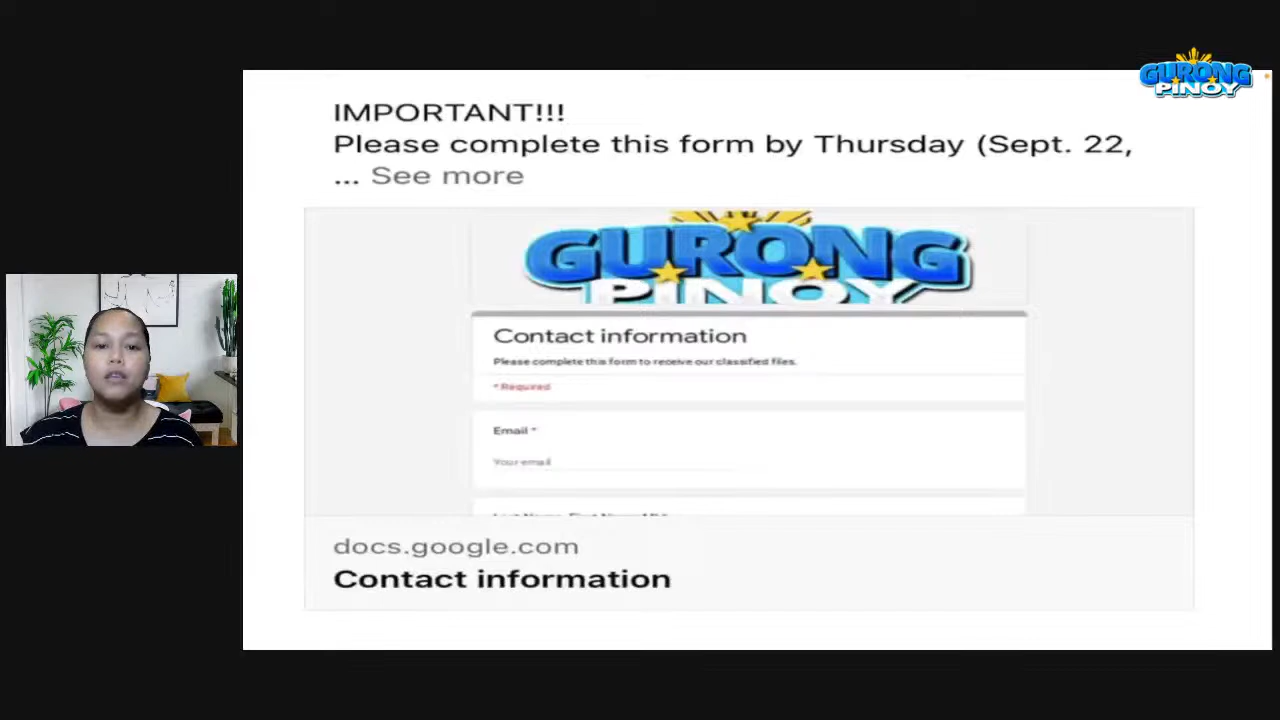 GURONG
PINOY
IMPORTANT!!!
Please complete this form by Thursday (Sept. 22,
... See more
GURONG
PINOY
Contact information
Please complete this form to receive our classified files.
* Required
Email *
Your email
docs.google.com
Contact information